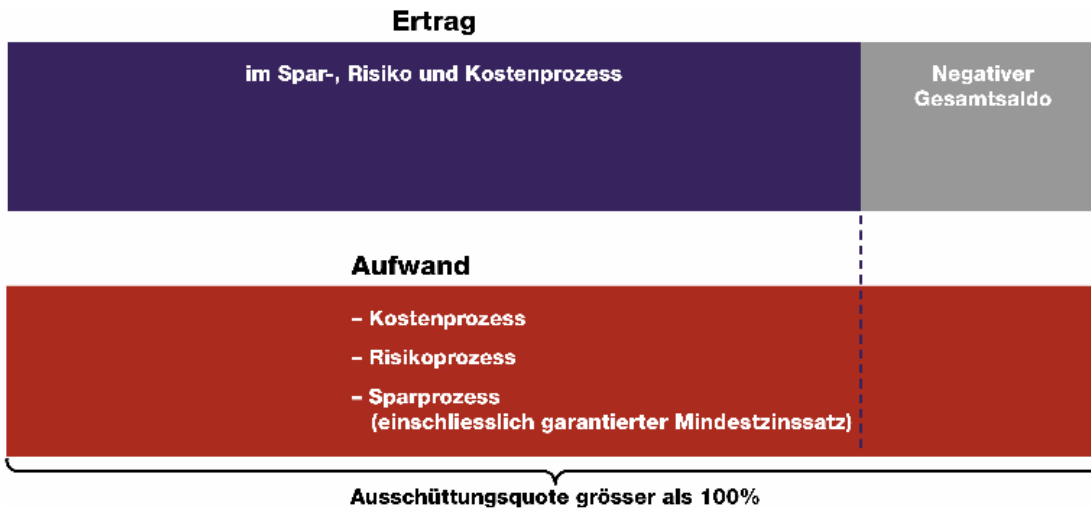 Ertrag
im Spar-, Risiko und Kostenprozess
Negativer
Gesamtsaldo
Aufwand
– Kostenprozess
– Risikoprozess
– Sparprozess
(einschliesslich garantierter Mindestzinssatz)
Ausschüttungsquote grösser als 100%